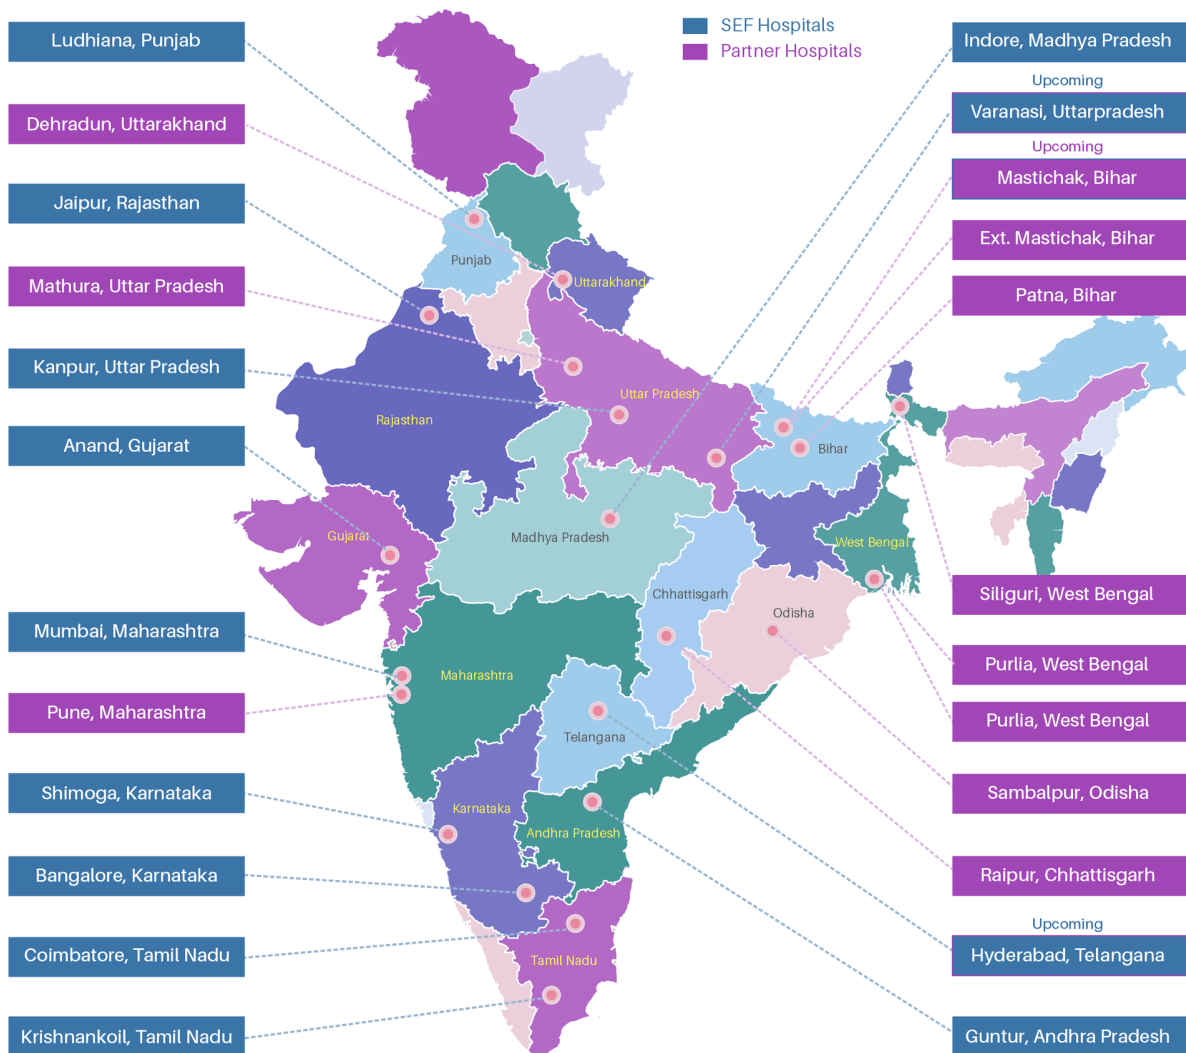 SEF Hospitals
Partner Hospitals
Ludhiana, Punjab
Dehradun, Uttarakhand
Jaipur, Rajasthan
Mathura, Uttar Pradesh
Kanpur, Uttar Pradesh
Anand, Gujarat
Mumbai, Maharashtra
Pune, Maharashtra
Shimoga, Karnataka
Bangalore, Karnataka
Coimbatore, Tamil Nadu
Krishnankoil, Tamil Nadu
Punjab
Uttarakhand
Uttar Pradesh
Rajasthan
Bihar
Gujarat
Madhya Pradesh
West Bengal
Chhattisgarh
Odisha
Maharashtra
Telangana
Karnataka
Andhra Pradesh
Tamil Nadu
Indore, Madhya Pradesh
Upcoming
Varanasi, Uttarpradesh
Upcoming
Mastichak, Bihar
Ext. Mastichak, Bihar
Patna, Bihar
Siliguri, West Bengal
Purlia, West Bengal
Purlia, West Bengal
Sambalpur, Odisha
Raipur, Chhattisgarh
Upcoming
Hyderabad, Telangana
Guntur, Andhra Pradesh